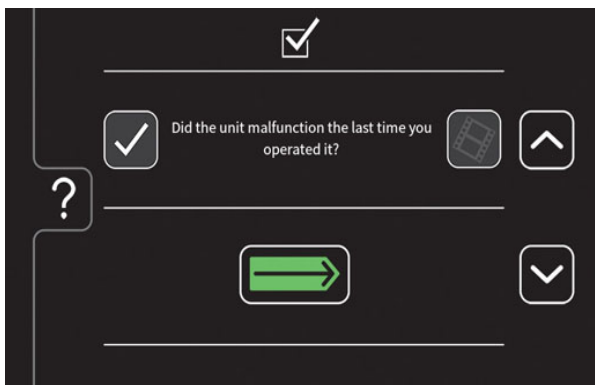 Did the unit malfunction the last time you
operated it?
?